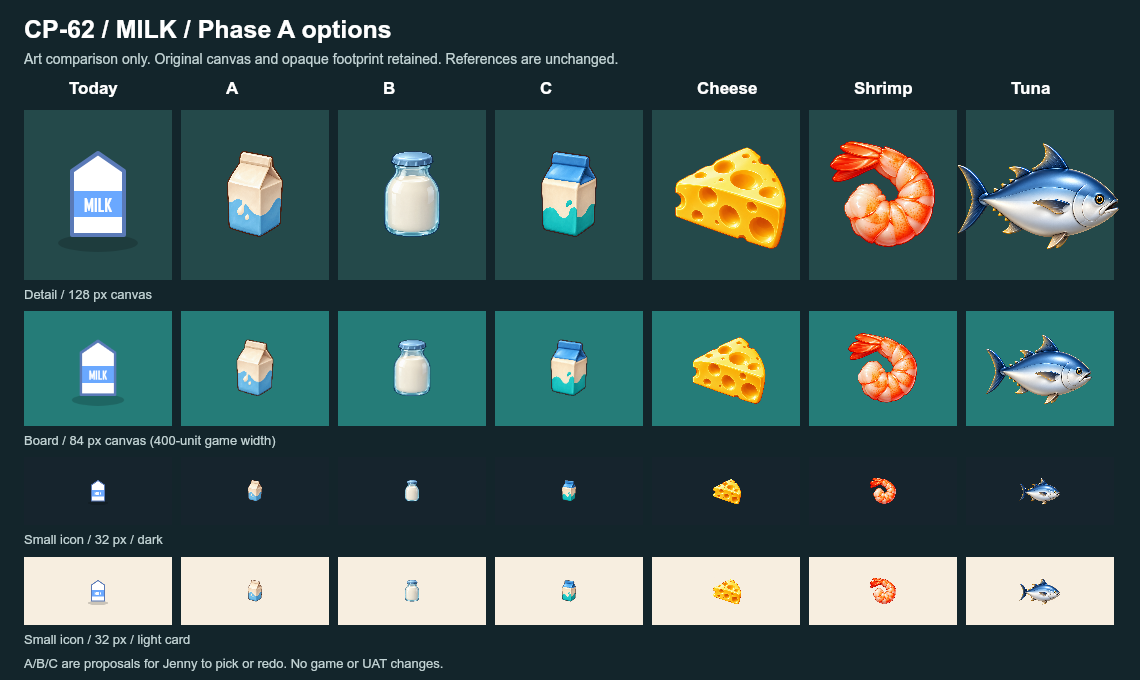 CP-62 / MILK / Phase A options
Art comparison only. Original canvas and opaque footprint retained. References are unchanged.
Today A B C Cheese Shrimp Tuna
MILK
Detail / 128 px canvas
MILK
Board / 84 px canvas (400-unit game width)
Small icon / 32 px / dark
Small icon / 32 px / light card
A/B/C are proposals for Jenny to pick or redo. No game or UAT changes.